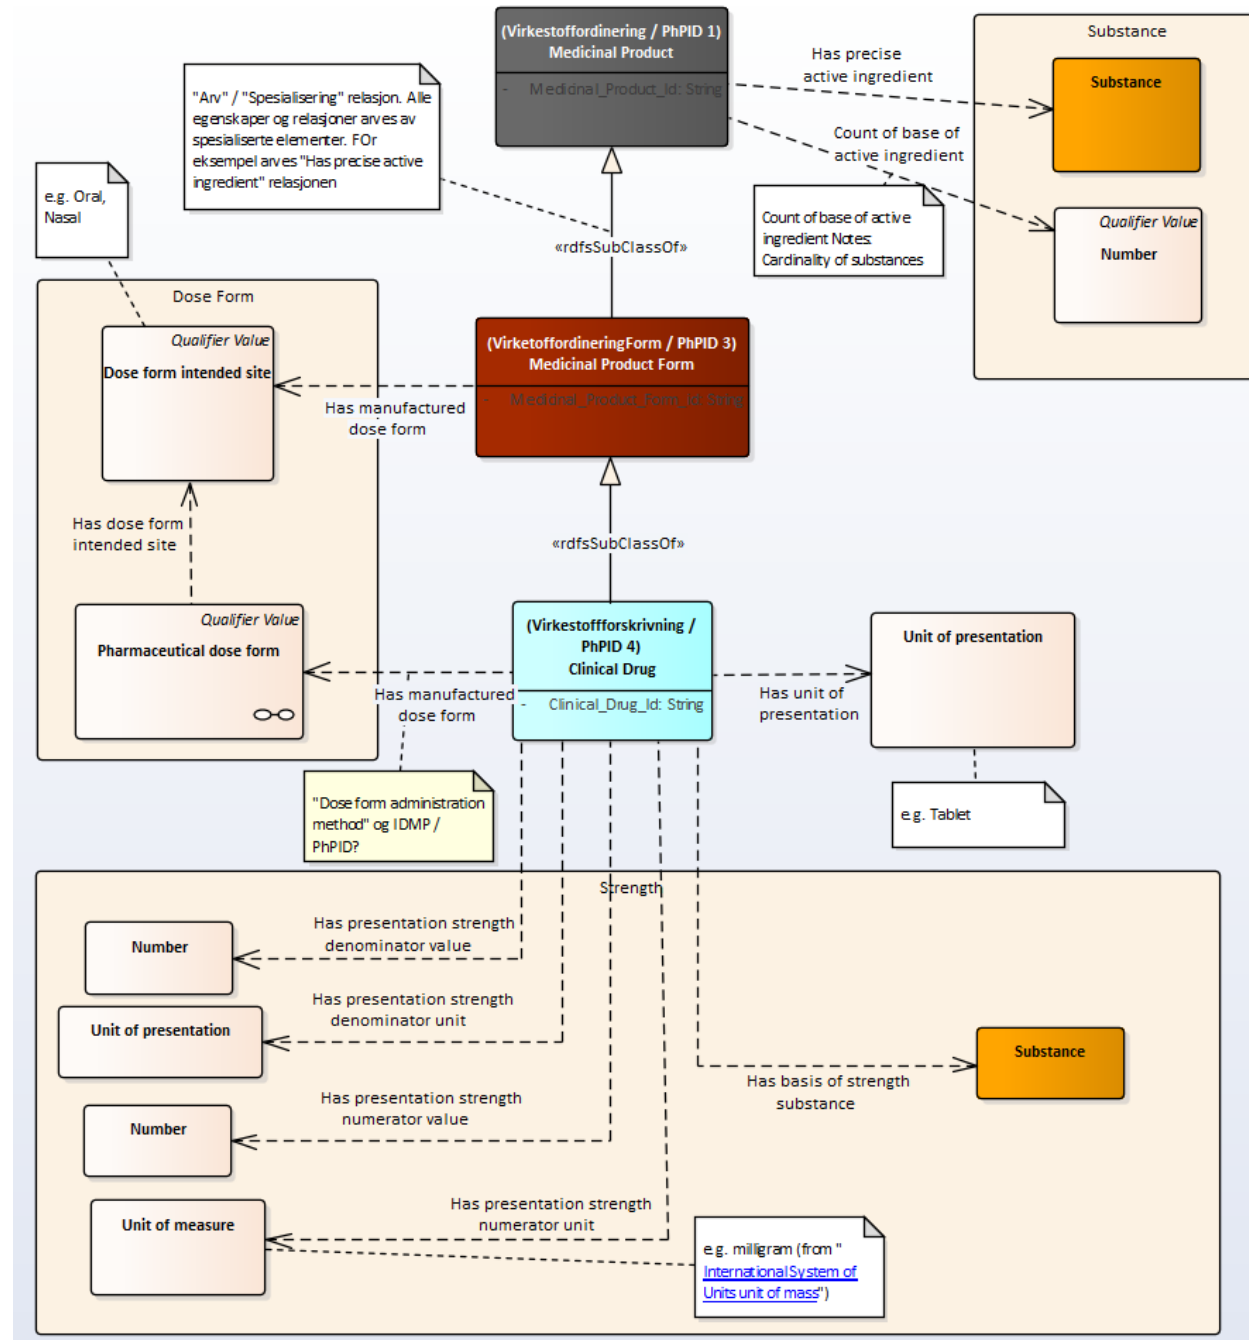 (Virkestoffordinering / PhPID 1)
Medicinal Product
- Medicinal_Product_Id: String
Substance
Has precise
active ingredient
Substance
Count of base of
active ingredient
Qualifier Value
Number
Count of base of active
ingredient Notes:
Cardinality of substances
"Arv" / "Spesialisering" relasjon. Alle
egenskaper og relasjoner arves av
spesialiserte elementer. FOr
eksempel arves "Has precise active
ingredient" relasjonen
e.g. Oral,
Nasal
«rdfsSubClassOf»
Dose Form
Qualifier Value
Dose form intended site
(VirketoffordineringForm / PhPID 3)
Medicinal Product Form
- Medicinal_Product_Form_Id: String
Has manufactured
dose form
Has dose form
intended site
«rdfsSubClassOf»
Qualifier Value
Pharmaceutical dose form
(Virkestoffforskrivning /
PhPID 4)
Clinical Drug
- Clinical_Drug_Id: String
Has manufactured
dose form
Unit of presentation
Has unit of
presentation
"Dose form administration
method" og IDMP /
PhPID?
e.g. Tablet
Strength
Has presentation strength
denominator value
Number
Has presentation strength
denominator unit
Unit of presentation
Has presentation strength
numerator value
Number
Has basis of strength
substance
Substance
Has presentation strength
numerator unit
Unit of measure
e.g. milligram (from "
International System of
Units unit of mass")